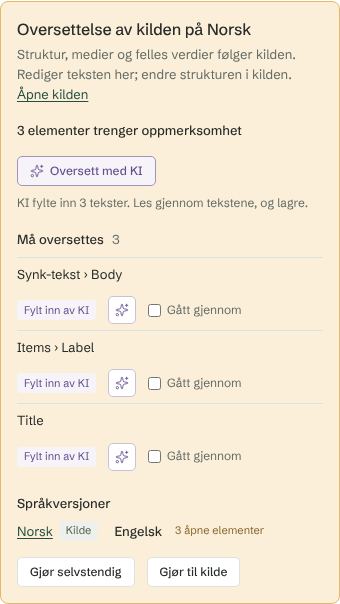 Oversettelse av kilden på Norsk
Struktur, medier og felles verdier følger kilden.
Rediger teksten her; endre strukturen i kilden.
Åpne kilden
3 elementer trenger oppmerksomhet
Oversett med KI
KI fylte inn 3 tekster. Les gjennom tekstene, og lagre.
Må oversettes 3
Synk-tekst › Body
Fylt inn av KI Gått gjennom
Items › Label
Fylt inn av KI Gått gjennom
Title
Fylt inn av KI Gått gjennom
Språkversjoner
Norsk Kilde Engelsk 3 åpne elementer
Gjør selvstendig Gjør til kilde